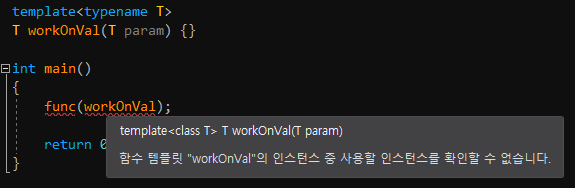 template<typename T>
T workOnVal(T param) {}
int main()
{
func(workOnVal);
template<class T> T workOnVal(T param)
함수 템플릿 "workOnVal"의 인스턴스 중 사용할 인스턴스를 확인할 수 없습니다.
return 0
}